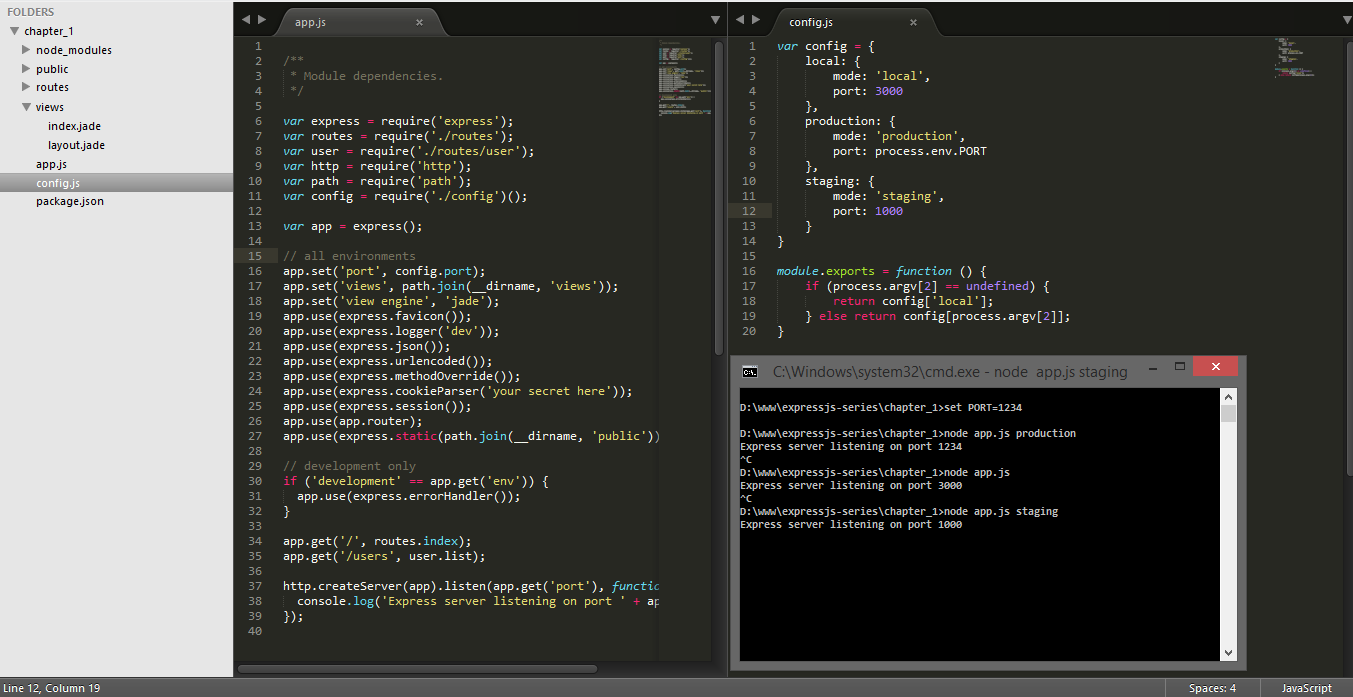 FOLDERS
chapter_1
node_modules
public
routes
views
index.jade
layout.jade
app.js
config.js
package.json
app.js ×
1
2 /**
3  * Module dependencies.
4  */
5
6 var express = require('express');
7 var routes = require('./routes');
8 var user = require('./routes/user');
9 var http = require('http');
10 var path = require('path');
11 var config = require('./config')();
12
13 var app = express();
14
15 // all environments
16 app.set('port', config.port);
17 app.set('views', path.join(__dirname, 'views'));
18 app.set('view engine', 'jade');
19 app.use(express.favicon());
20 app.use(express.logger('dev'));
21 app.use(express.json());
22 app.use(express.urlencoded());
23 app.use(express.methodOverride());
24 app.use(express.cookieParser('your secret here'));
25 app.use(express.session());
26 app.use(app.router);
27 app.use(express.static(path.join(__dirname, 'public'))
28
29 // development only
30 if ('development' == app.get('env')) {
31   app.use(express.errorHandler());
32 }
33
34 app.get('/', routes.index);
35 app.get('/users', user.list);
36
37 http.createServer(app).listen(app.get('port'), functio
38   console.log('Express server listening on port ' + ap
39 });
40
config.js ×
1 var config = {
2     local: {
3         mode: 'local',
4         port: 3000
5     },
6     production: {
7         mode: 'production',
8         port: process.env.PORT
9     },
10     staging: {
11         mode: 'staging',
12         port: 1000
13     }
14 }
15
16 module.exports = function () {
17     if (process.argv[2] == undefined) {
18         return config['local'];
19     } else return config[process.argv[2]];
20 }
C:\Windows\system32\cmd.exe - node  app.js staging
D:\www\expressjs-series\chapter_1>set PORT=1234
D:\www\expressjs-series\chapter_1>node app.js production
Express server listening on port 1234
^C
D:\www\expressjs-series\chapter_1>node app.js
Express server listening on port 3000
^C
D:\www\expressjs-series\chapter_1>node app.js staging
Express server listening on port 1000
Line 12, Column 19
Spaces: 4
JavaScript